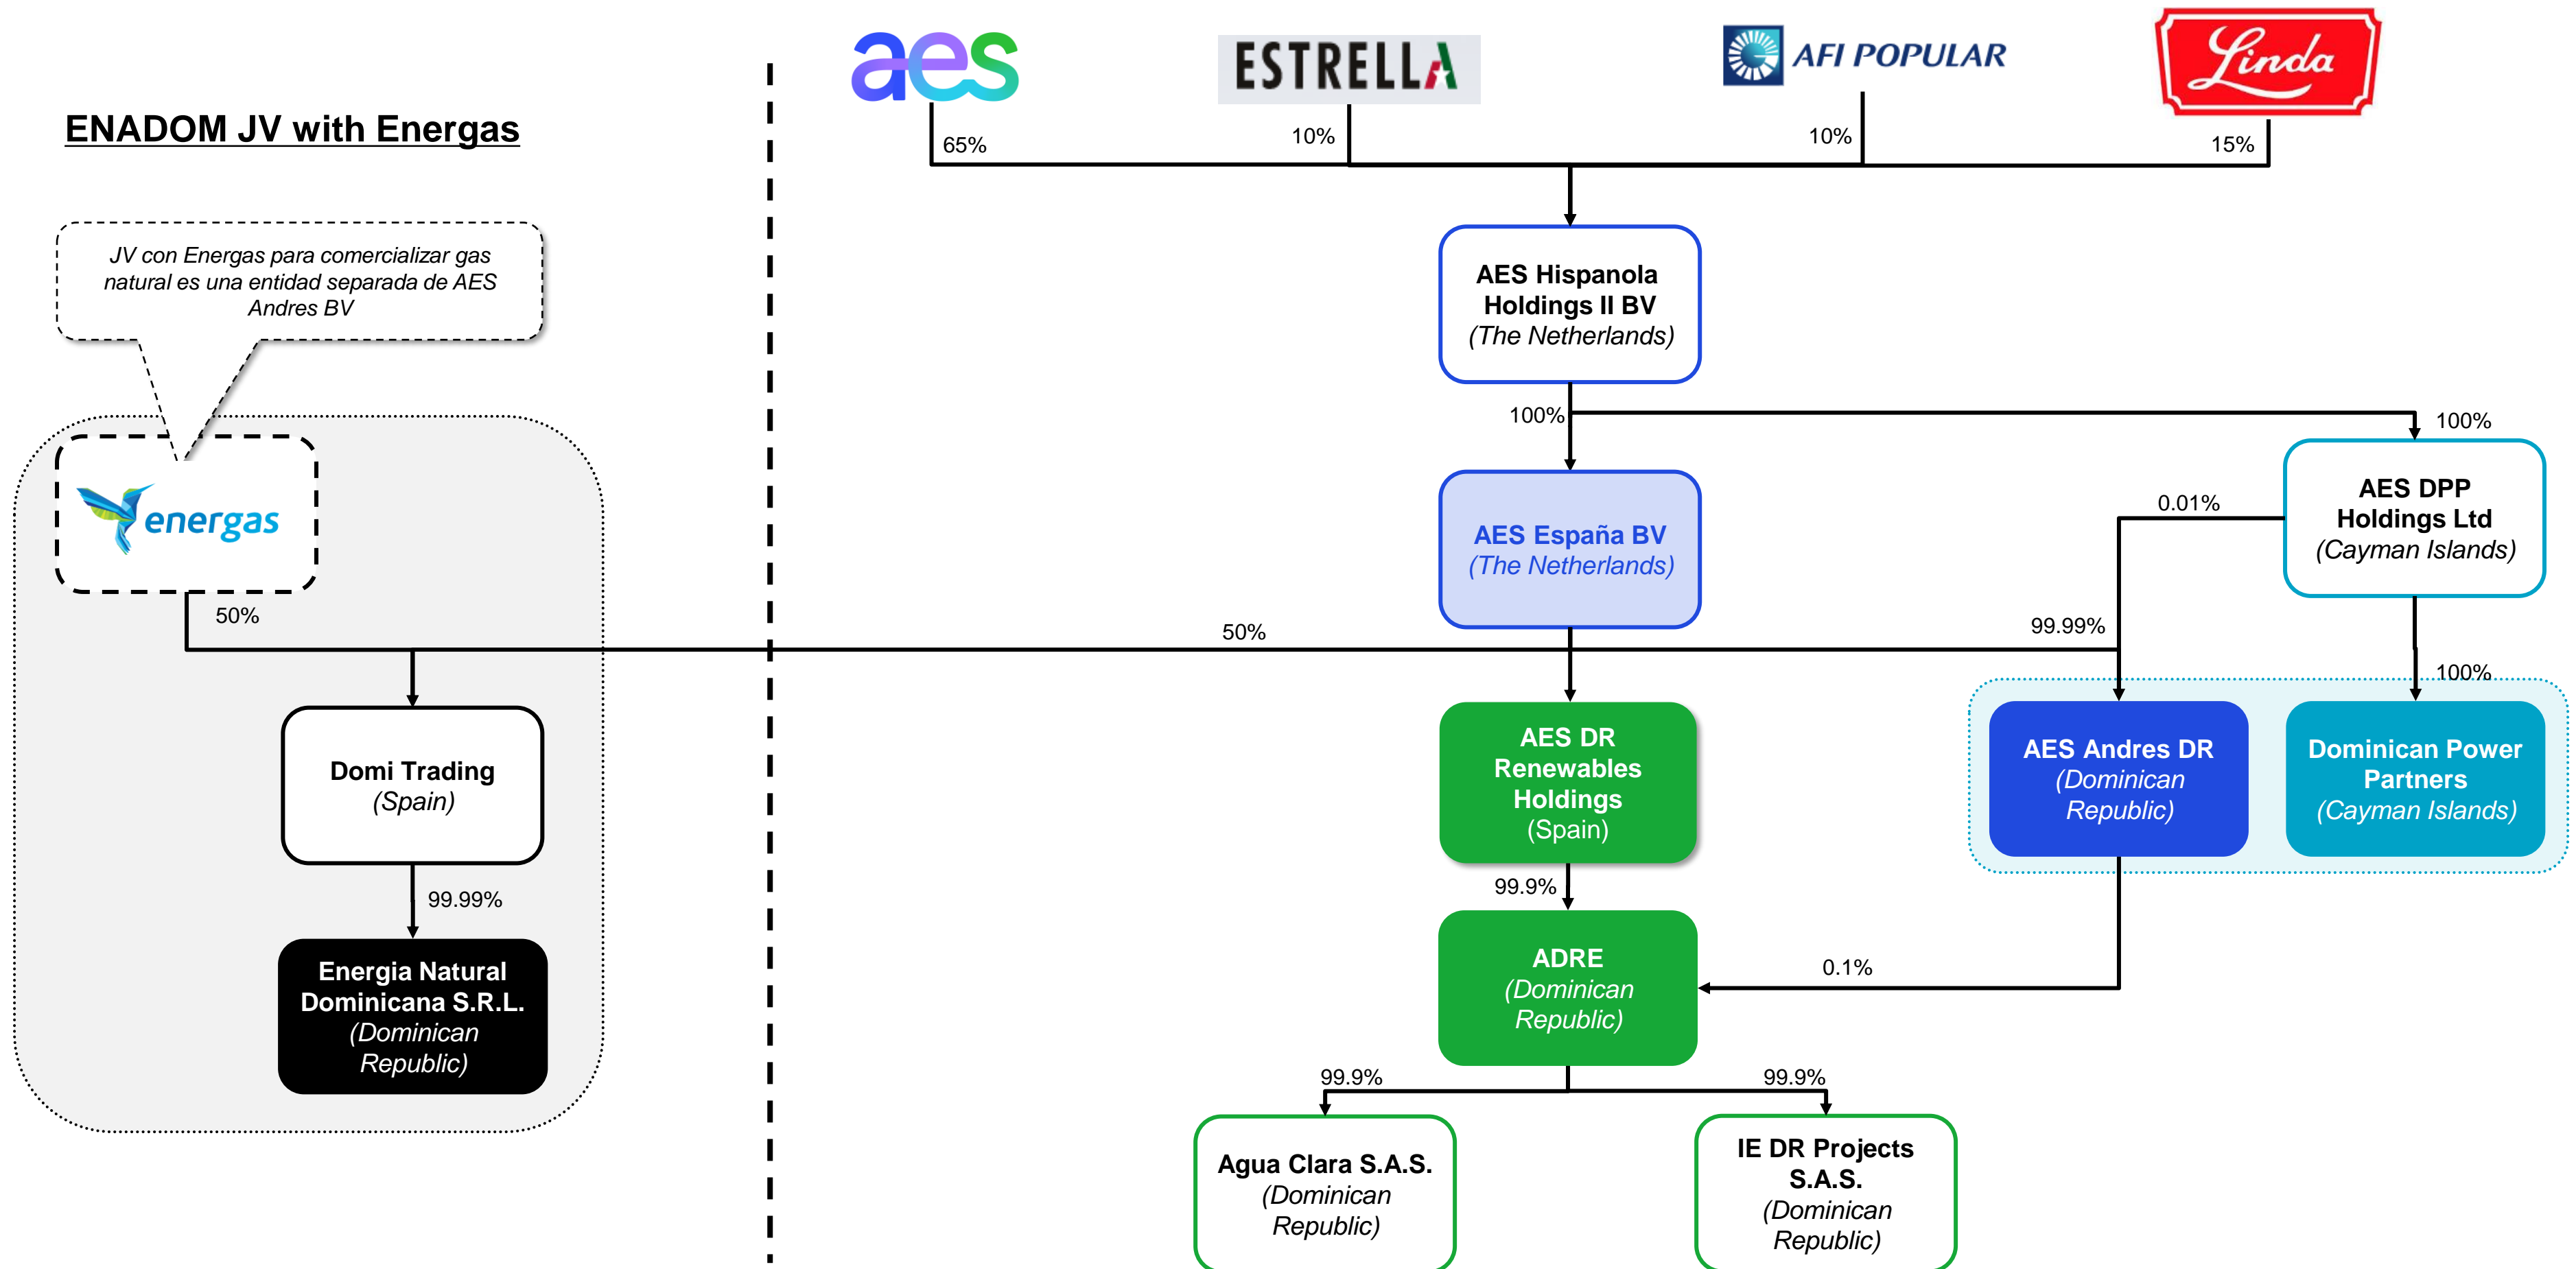 aes
ESTRELLA
AFI POPULAR
Linda
ENADOM JV with Energas
65%
10%
10%
15%
JV con Energas para comercializar gas
natural es una entidad separada de AES
Andres BV
AES Hispanola
Holdings II BV
(The Netherlands)
100%
100%
energas
AES España BV
(The Netherlands)
AES DPP
Holdings Ltd
(Cayman Islands)
0.01%
50%
50%
99.99%
100%
Domi Trading
(Spain)
AES DR
Renewables
Holdings
(Spain)
AES Andres DR
(Dominican
Republic)
Dominican Power
Partners
(Cayman Islands)
99.99%
99.9%
Energia Natural
Dominicana S.R.L.
(Dominican
Republic)
ADRE
(Dominican
Republic)
0.1%
99.9%
99.9%
Agua Clara S.A.S.
(Dominican
Republic)
IE DR Projects
S.A.S.
(Dominican
Republic)